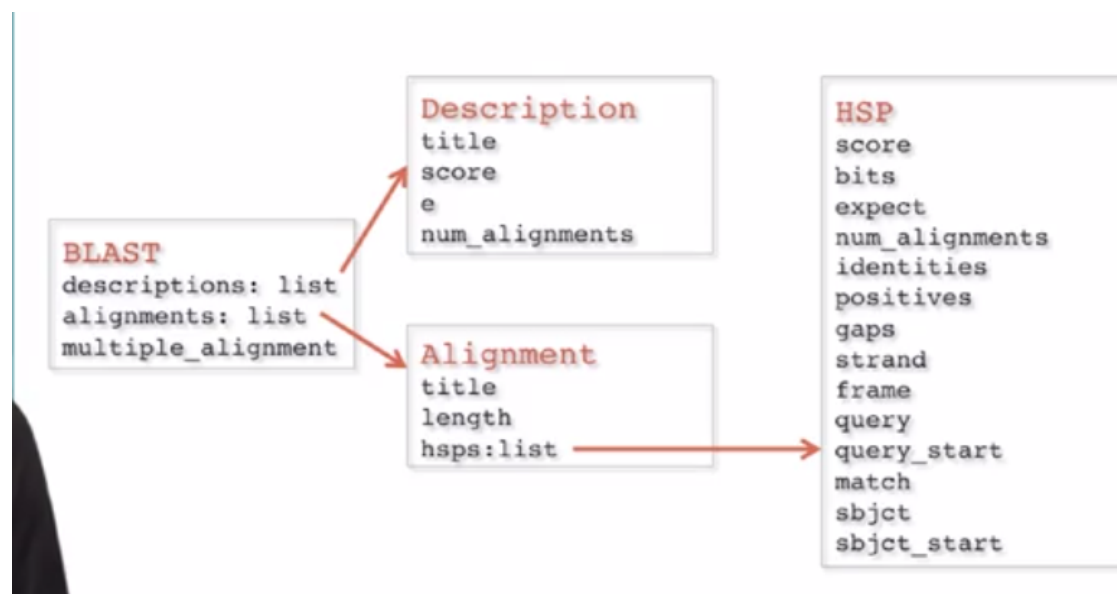 BLAST
descriptions: list
alignments: list
multiple_alignment
Description
title
score
e
num_alignments
Alignment
title
length
hsps:list
HSP
score
bits
expect
num_alignments
identities
positives
gaps
strand
frame
query
query_start
match
sbjct
sbjct_start